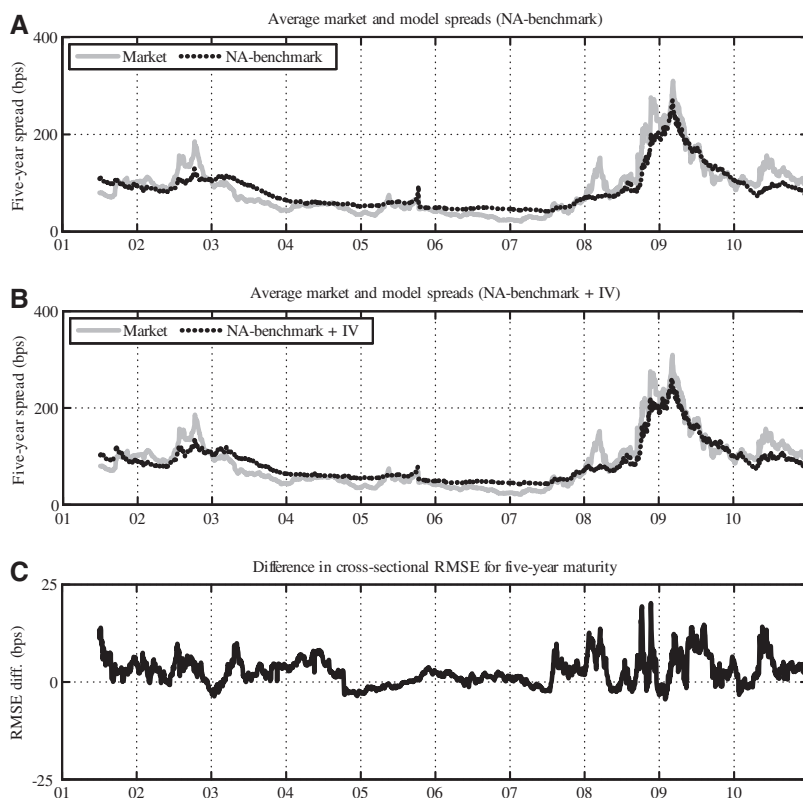 A
Average market and model spreads (NA-benchmark)
400
200
0
Five-year spread (bps)
Market
NA-benchmark
01 02 03 04 05 06 07 08 09 10
B
Average market and model spreads (NA-benchmark + IV)
400
200
0
Five-year spread (bps)
Market
NA-benchmark + IV
01 02 03 04 05 06 07 08 09 10
C
Difference in cross-sectional RMSE for five-year maturity
25
0
-25
RMSE diff. (bps)
01 02 03 04 05 06 07 08 09 10